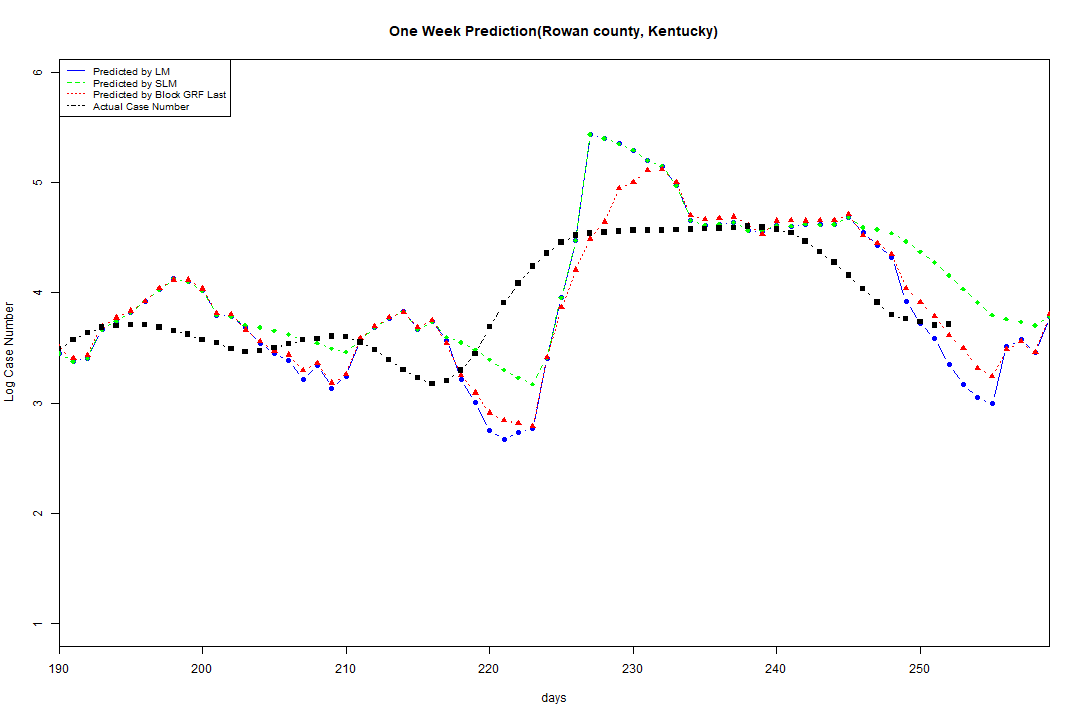 One Week Prediction(Rowan county, Kentucky)
Predicted by LM
Predicted by SLM
Predicted by Block GRF Last
Actual Case Number
6
5
4
3
2
1
Log Case Number
190 200 210 220 230 240 250
days